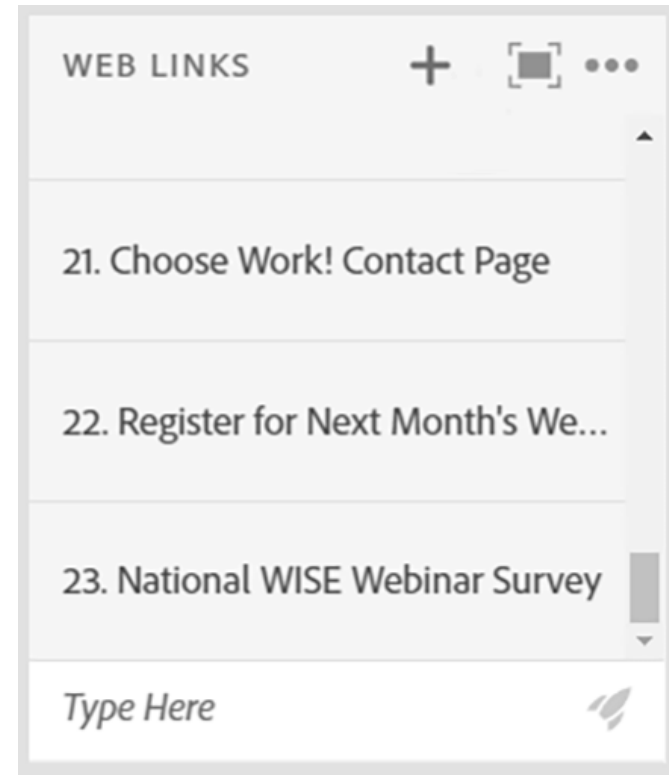 WEB LINKS
21. Choose Work! Contact Page
22. Register for Next Month's We...
23. National WISE Webinar Survey
Type Here